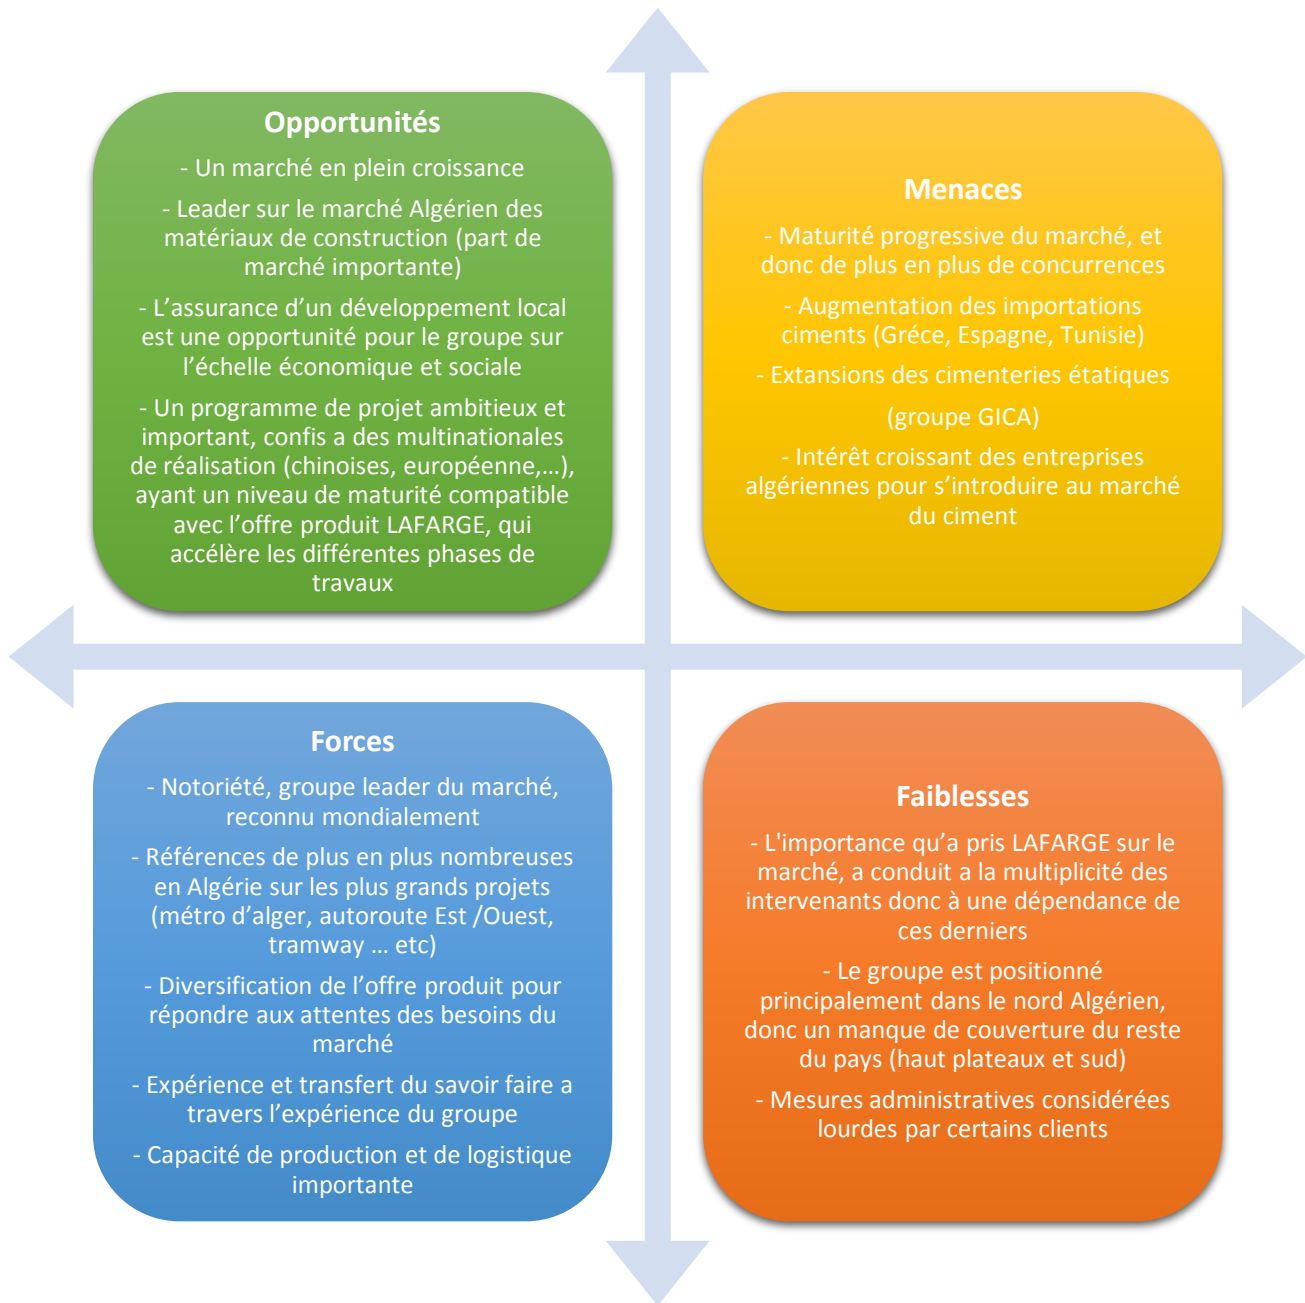 Opportunités
- Un marché en plein croissance
- Leader sur le marché Algérien des
matériaux de construction (part de
marché importante)
- L’assurance d’un développement local
est une opportunité pour le groupe sur
l’échelle économique et sociale
- Un programme de projet ambitieux et
important, confis a des multinationales
de réalisation (chinoises, européenne,…),
ayant un niveau de maturité compatible
avec l’offre produit LAFARGE, qui
accélère les différentes phases de
travaux
Menaces
- Maturité progressive du marché, et
donc de plus en plus de concurrences
- Augmentation des importations
ciments (Gréce, Espagne, Tunisie)
- Extansions des cimenteries étatiques
(groupe GICA)
- Intérêt croissant des entreprises
algériennes pour s’introduire au marché
du ciment
Forces
- Notoriété, groupe leader du marché,
reconnu mondialement
- Références de plus en plus nombreuses
en Algérie sur les plus grands projets
(métro d’alger, autoroute Est /Ouest,
tramway … etc)
- Diversification de l’offre produit pour
répondre aux attentes des besoins du
marché
- Expérience et transfert du savoir faire a
travers l’expérience du groupe
- Capacité de production et de logistique
importante
Faiblesses
- L'importance qu’a pris LAFARGE sur le
marché, a conduit a la multiplicité des
intervenants donc à une dépendance de
ces derniers
- Le groupe est positionné
principalement dans le nord Algérien,
donc un manque de couverture du reste
du pays (haut plateaux et sud)
- Mesures administratives considérées
lourdes par certains clients